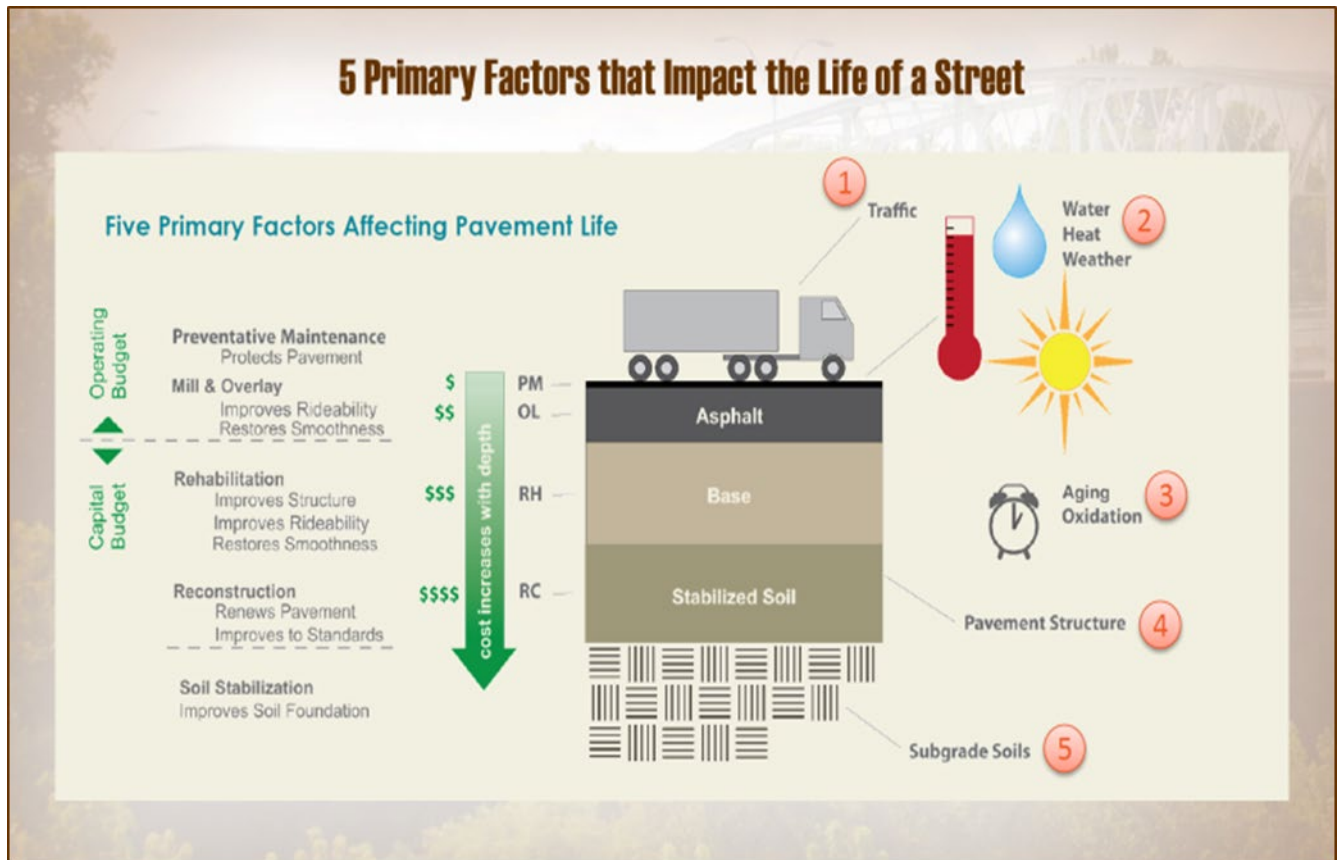 5 Primary Factors that Impact the Life of a Street
Five Primary Factors Affecting Pavement Life
Operating
Budget
Capital
Budget
Preventative Maintenance
Protects Pavement
Mill & Overlay
Improves Rideability
Restores Smoothness
Rehabilitation
Improves Structure
Improves Rideability
Restores Smoothness
Reconstruction
Renews Pavement
Improves to Standards
Soil Stabilization
Improves Soil Foundation
$
$$
$$$
$$$$
cost increases with depth
PM
OL
RH
RC
Asphalt
Base
Stabilized Soil
1
Traffic
Water
Heat
Weather
2
Aging
Oxidation
3
Pavement Structure
4
Subgrade Soils
5